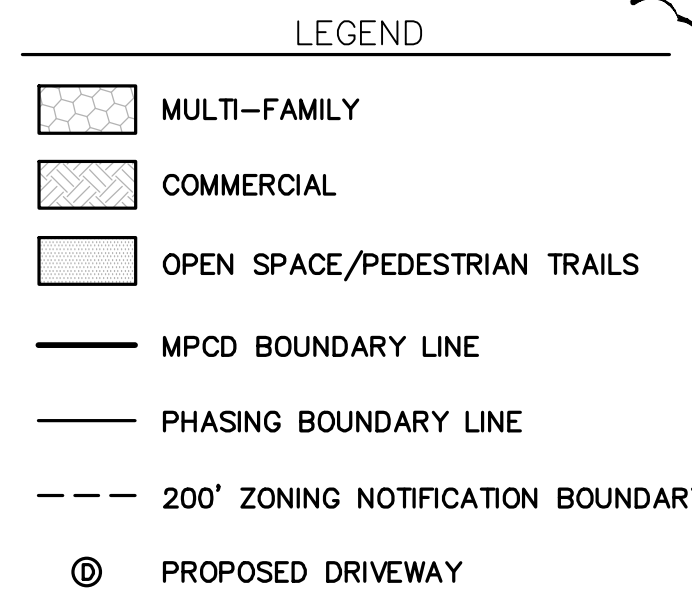 LEGEND
MULTI-FAMILY
COMMERCIAL
OPEN SPACE/PEDESTRIAN TRAILS
MPCD BOUNDARY LINE
PHASING BOUNDARY LINE
200' ZONING NOTIFICATION BOUNDARY
D PROPOSED DRIVEWAY